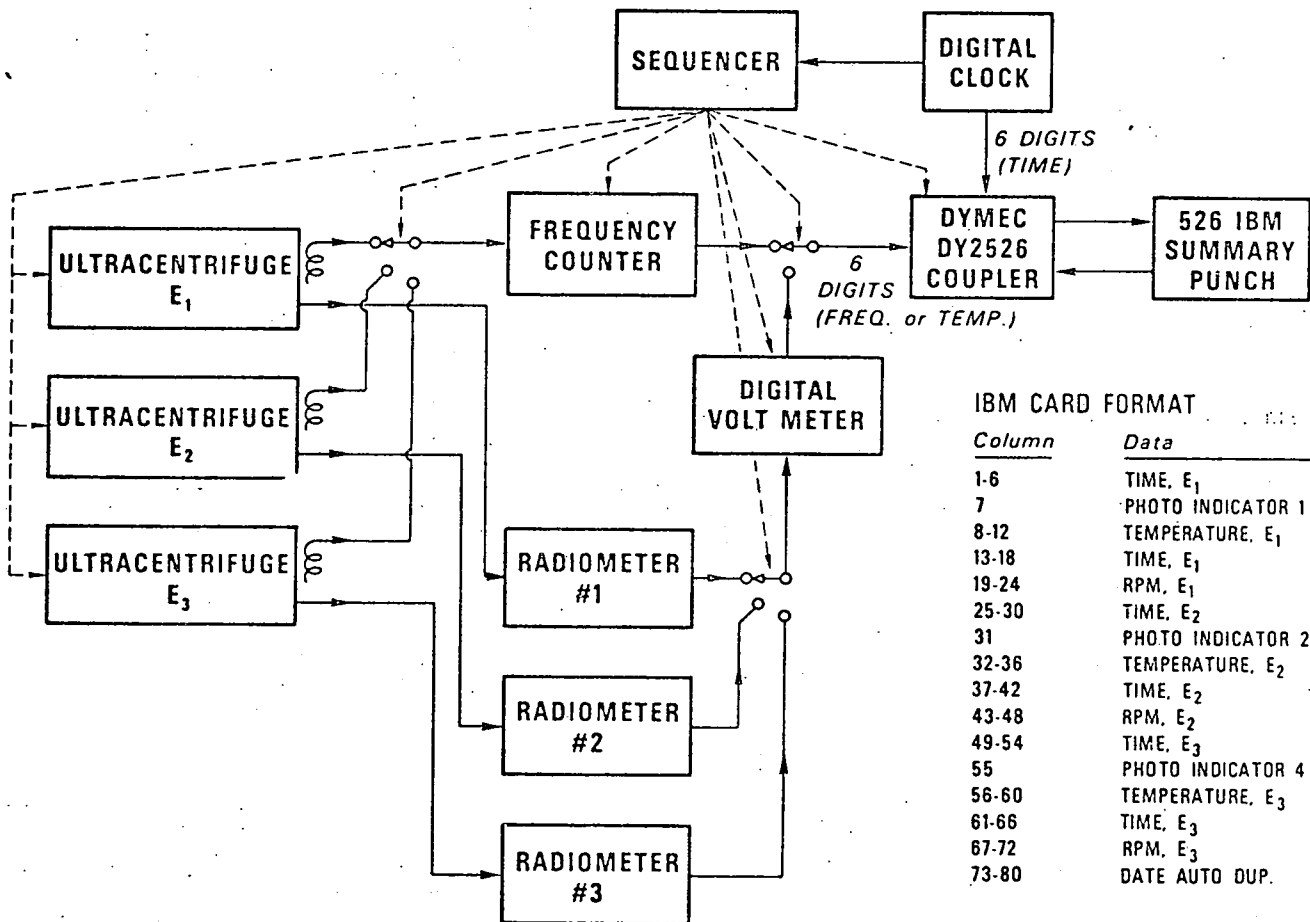 SEQUENCER
DIGITAL
CLOCK
6 DIGITS
(TIME)
ULTRACENTRIFUGE
E₁
FREQUENCY
COUNTER
6
DIGITS
(FREQ. or TEMP.)
DYMEC
DY2526
COUPLER
526 IBM
SUMMARY
PUNCH
ULTRACENTRIFUGE
E₂
DIGITAL
VOLT METER
ULTRACENTRIFUGE
E₃
RADIOMETER
#1
RADIOMETER
#2
RADIOMETER
#3
IBM CARD FORMAT
Column Data
1-6 TIME, E₁
7 PHOTO INDICATOR 1
8-12 TEMPERATURE, E₁
13-18 TIME, E₁
19-24 RPM, E₁
25-30 TIME, E₂
31 PHOTO INDICATOR 2
32-36 TEMPERATURE, E₂
37-42 TIME, E₂
43-48 RPM, E₂
49-54 TIME, E₃
55 PHOTO INDICATOR 4
56-60 TEMPERATURE, E₃
61-66 TIME, E₃
67-72 RPM, E₃
73-80 DATE AUTO DUP.